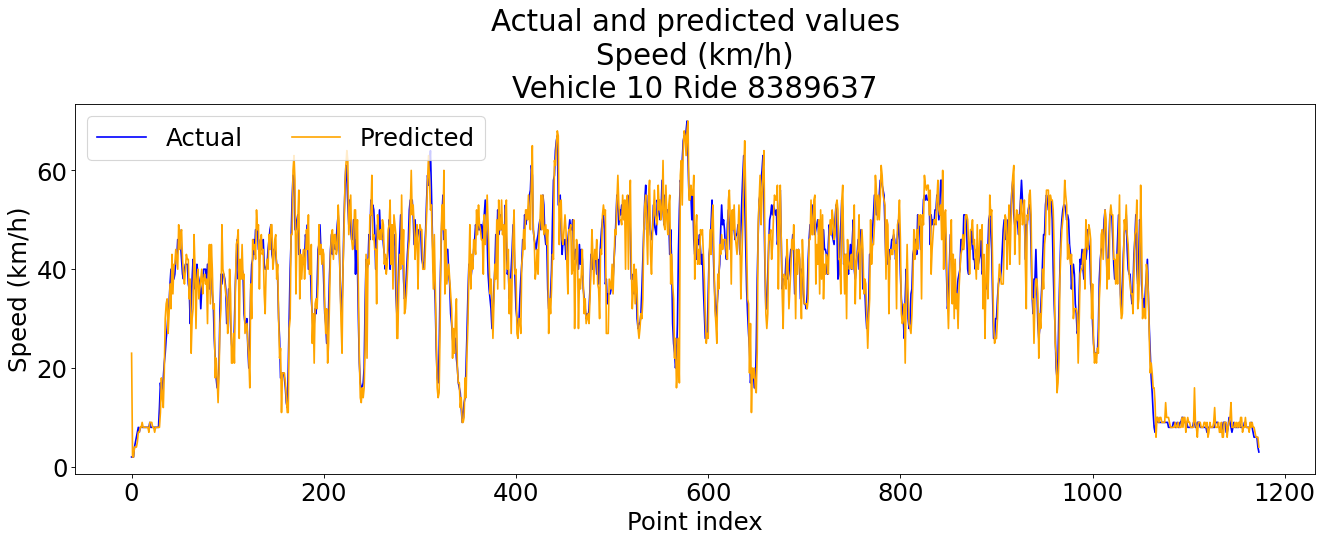 Actual and predicted values
Speed (km/h)
Vehicle 10 Ride 8389637
Actual
Predicted
60
40
20
0
Speed (km/h)
0 200 400 600 800 1000 1200
Point index